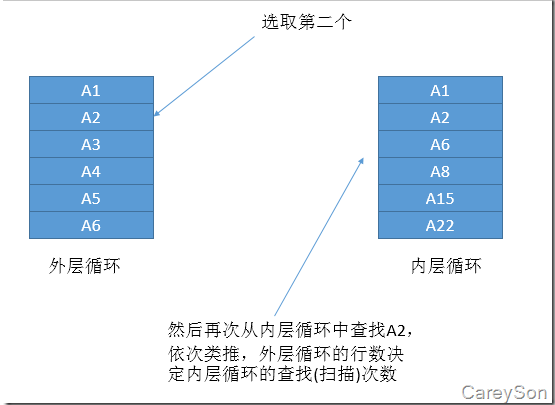 选取第二个
A1
A2
A3
A4
A5
A6
外层循环
A1
A2
A6
A8
A15
A22
内层循环
然后再次从内层循环中查找A2，
依次类推，外层循环的行数决
定内层循环的查找(扫描)次数
CareySon